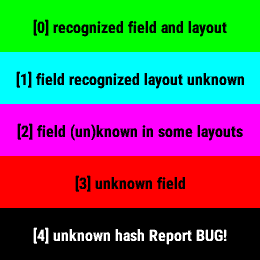 [0] recognized field and layout
[1] field recognized layout unknown
[2] field (un)known in some layouts
[3] unknown field
[4] unknown hash Report BUG!